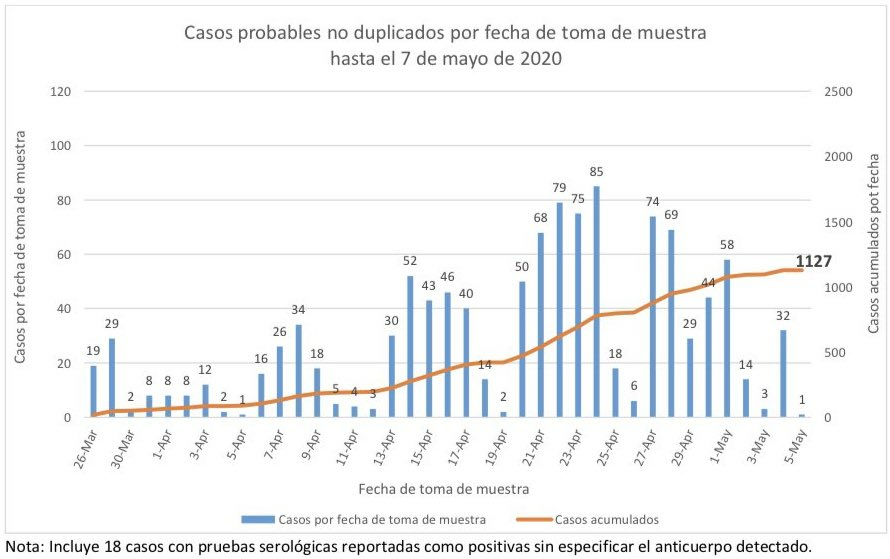 Casos probables no duplicados por fecha de toma de muestra
hasta el 7 de mayo de 2020
Casos por fecha de toma de muestra
120
100
80
60
40
20
0
19
29
2
8
8
8
12
2
1
16
26
34
18
5
4
3
30
52
43
46
40
14
2
50
68
79
75
85
18
6
74
69
29
44
58
14
3
32
1
1127
2500
2000
1500
1000
500
0
Casos acumulados pot fecha
26-Mar
30-Mar
1-Apr
3-Apr
5-Apr
7-Apr
9-Apr
11-Apr
13-Apr
15-Apr
17-Apr
19-Apr
21-Apr
23-Apr
25-Apr
27-Apr
29-Apr
1-May
3-May
5-May
Fecha de toma de muestra
Casos por fecha de toma de muestra
Casos acumulados
Nota: Incluye 18 casos con pruebas serológicas reportadas como positivas sin especificar el anticuerpo detectado.